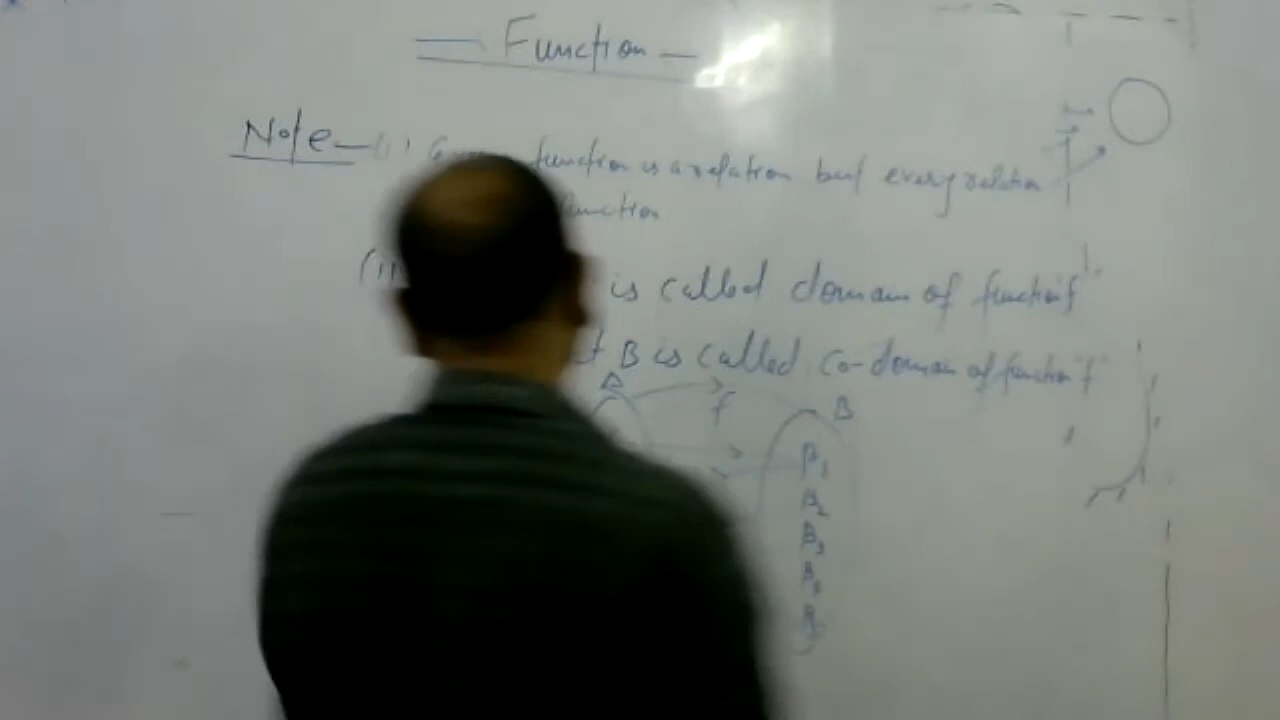 Function
Note - (i) function is a relation but every relation
function
(ii is called domain of function 'f'.
B is called co-domain of function 'f'
A f B
B1
B2
B3
B4